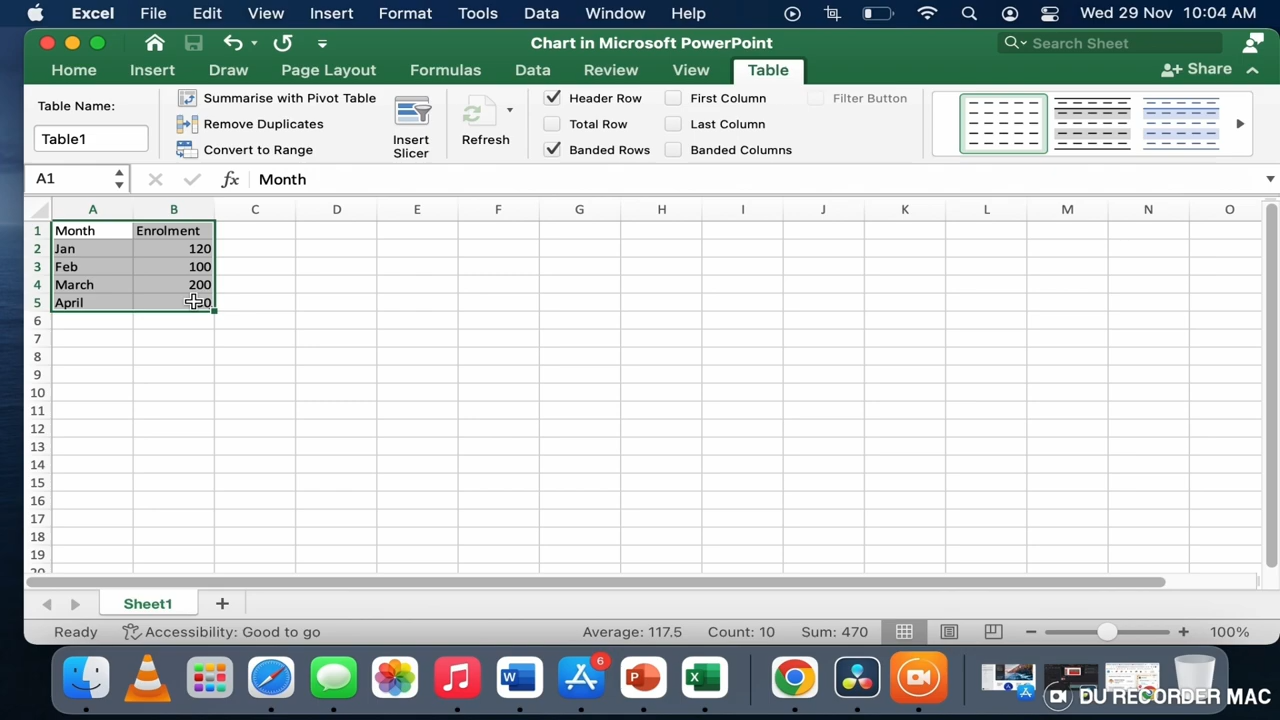 Excel File Edit View Insert Format Tools Data Window Help Wed 29 Nov 10:04 AM
Chart in Microsoft PowerPoint Search Sheet
Home Insert Draw Page Layout Formulas Data Review View Table Share
Table Name: Summarise with Pivot Table Header Row First Column Filter Button
Remove Duplicates Total Row Last Column
Table1 Convert to Range Insert Slicer Refresh Banded Rows Banded Columns
A1 fx Month
A B C D E F G H I J K L M N O
1 Month Enrolment
2 Jan 120
3 Feb 100
4 March 200
5 April
6
7
8
9
10
11
12
13
14
15
16
17
18
19
20
Sheet1 +
Ready Accessibility: Good to go Average: 117.5 Count: 10 Sum: 470 100%
W 6 P X
DU RECORDER MAC